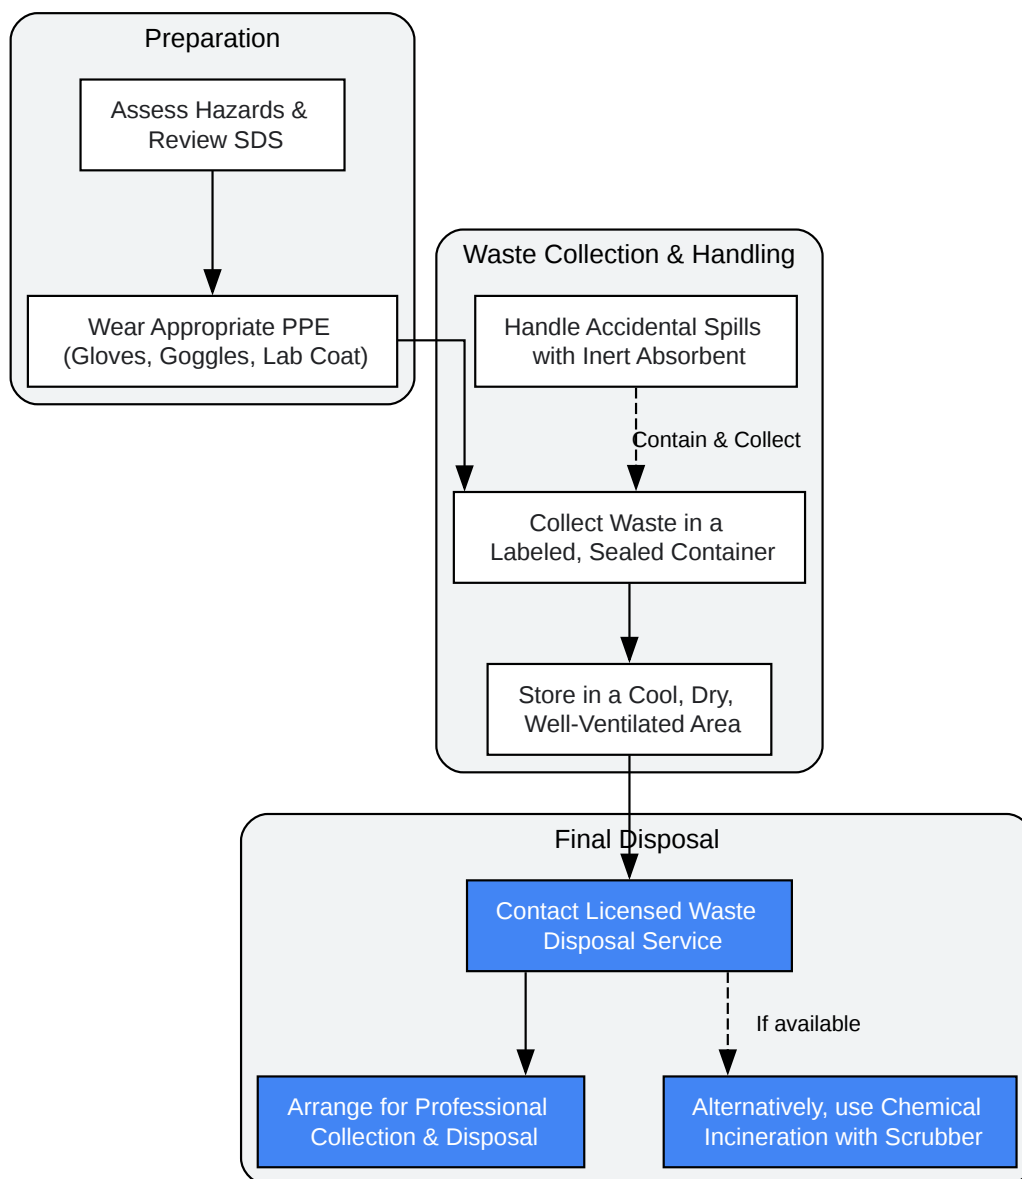 Preparation
Assess Hazards &
Review SDS
Wear Appropriate PPE
(Gloves, Goggles, Lab Coat)
Waste Collection & Handling
Handle Accidental Spills
with Inert Absorbent
Contain & Collect
Collect Waste in a
Labeled, Sealed Container
Store in a Cool, Dry,
Well-Ventilated Area
Final Disposal
Contact Licensed Waste
Disposal Service
If available
Arrange for Professional
Collection & Disposal
Alternatively, use Chemical
Incineration with Scrubber